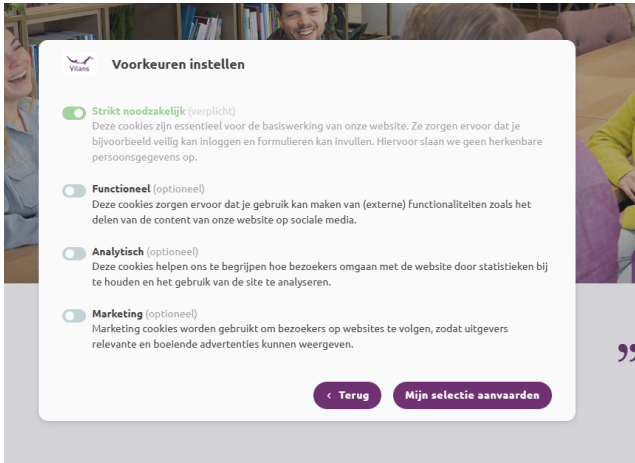 Vilans
Voorkeuren instellen
Strikt noodzakelijk (verplicht)
Deze cookies zijn essentieel voor de basiswerking van onze website. Ze zorgen ervoor dat je
bijvoorbeeld veilig kan inloggen en formulieren kan invullen. Hiervoor slaan we geen herkenbare
persoonsgegevens op.
Functioneel (optioneel)
Deze cookies zorgen ervoor dat je gebruik kan maken van (externe) functionaliteiten zoals het
delen van de content van onze website op sociale media.
Analytisch (optioneel)
Deze cookies helpen ons te begrijpen hoe bezoekers omgaan met de website door statistieken bij
te houden en het gebruik van de site te analyseren.
Marketing (optioneel)
Marketing cookies worden gebruikt om bezoekers op websites te volgen, zodat uitgevers
relevante en boeiende advertenties kunnen weergeven.
‹ Terug Mijn selectie aanvaarden
”